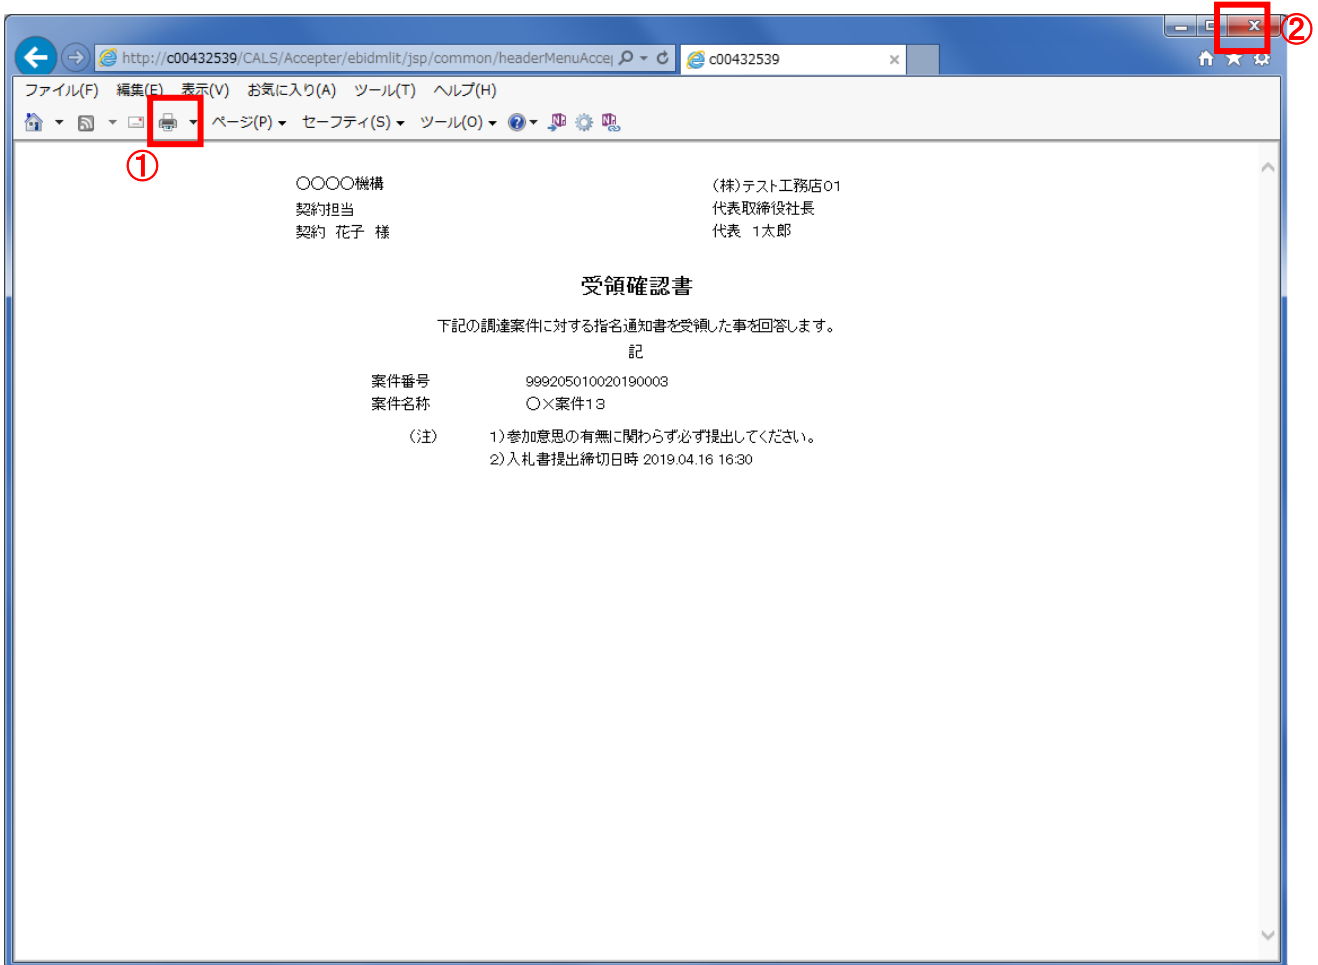 ②
http://c00432539/CALS/Accepter/ebidmlit/jsp/common/headerMenuAccej
c00432539
ファイル(F) 編集(E) 表示(V) お気に入り(A) ツール(T) ヘルプ(H)
ページ(P) セーフティ(S) ツール(O)
①
〇〇〇〇機構
(株)テスト工務店01
契約担当
代表取締役社長
契約 花子 様
代表 1太郎
受領確認書
下記の調達案件に対する指名通知書を受領した事を回答します。
記
案件番号 999205010020190003
案件名称 〇×案件13
(注) 1)参加意思の有無に関わらず必ず提出してください。
2)入札書提出締切日時 2019.04.16 16:30